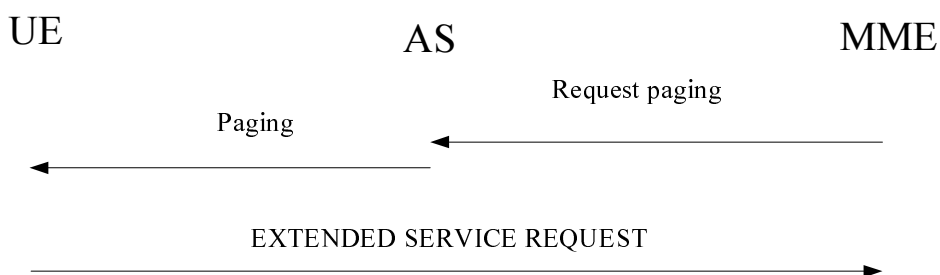 UE
AS
MME
Request paging
Paging
EXTENDED SERVICE REQUEST